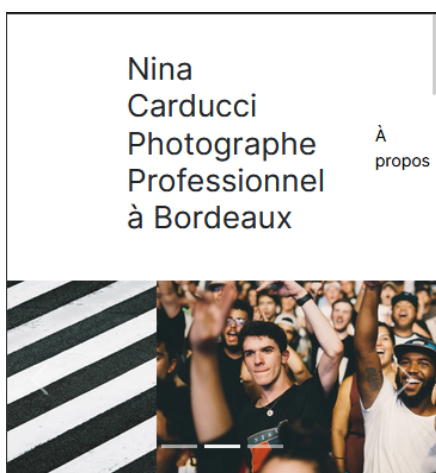 Nina
Carducci
Photographe
Professionnel
à Bordeaux
À
propos